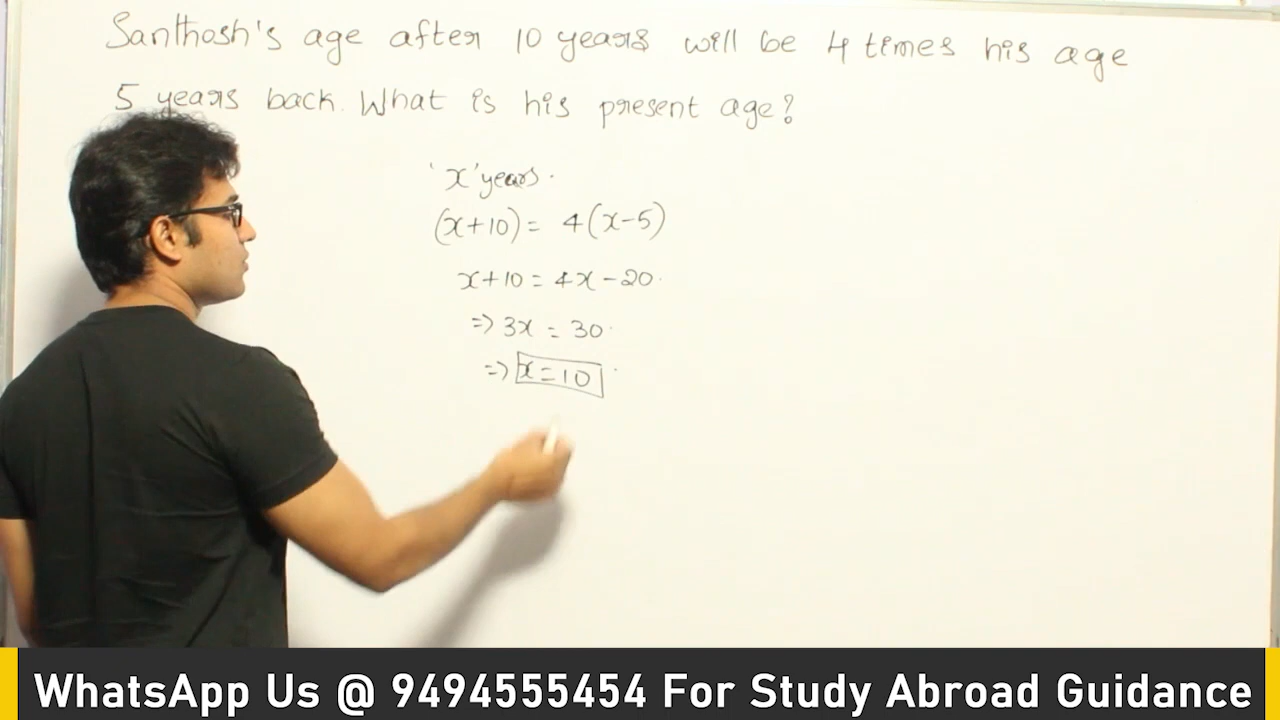 Santhosh's age after 10 years will be 4 times his age
5 years back. What is his present age?
'x' years.
(x+10) = 4(x-5)
x+10 = 4x-20.
=> 3x = 30.
=> x=10
WhatsApp Us @ 9494555454 For Study Abroad Guidance